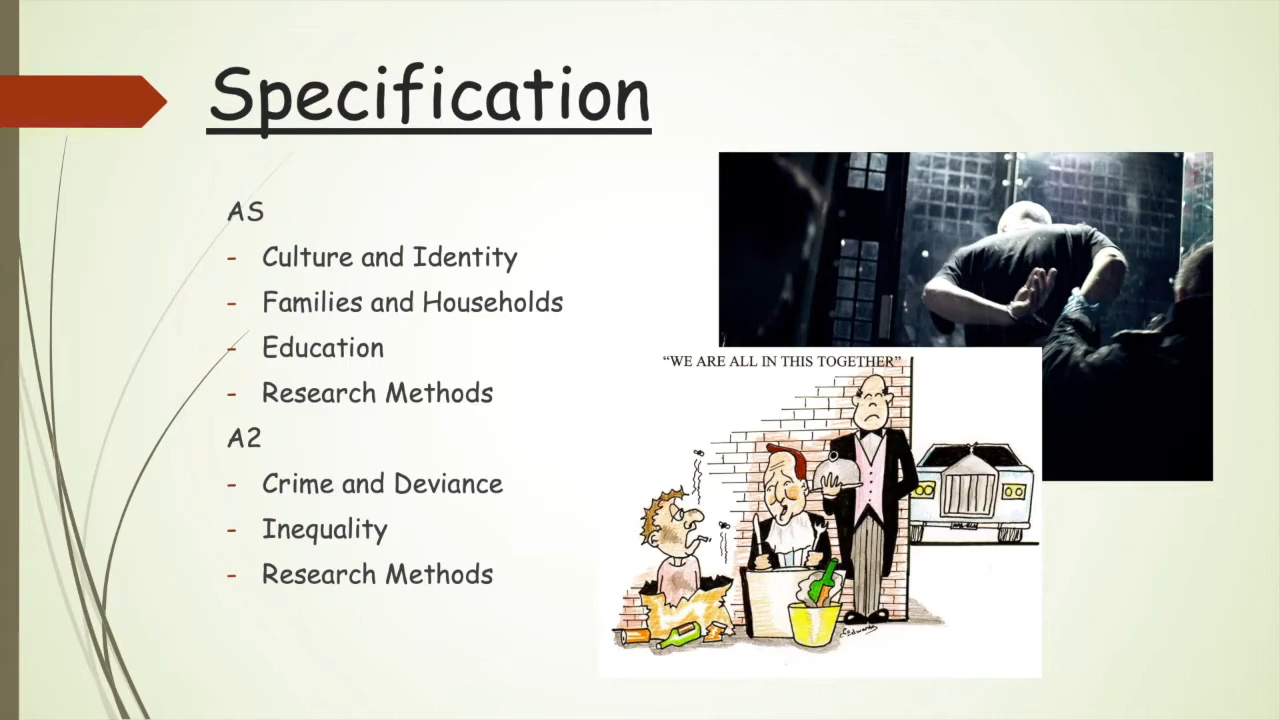 Specification
AS
- Culture and Identity
- Families and Households
- Education
- Research Methods
A2
- Crime and Deviance
- Inequality
- Research Methods
“WE ARE ALL IN THIS TOGETHER”